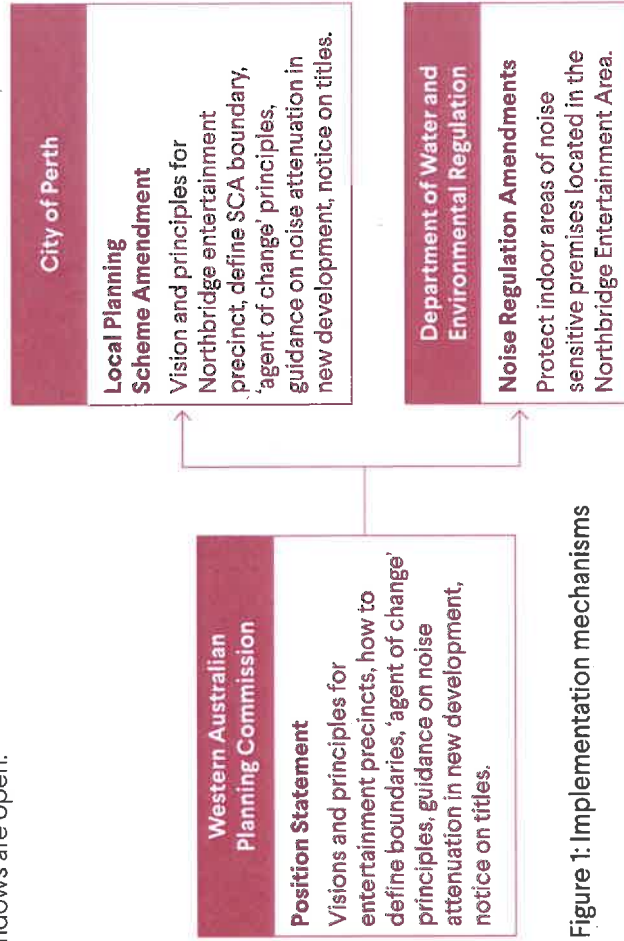 ndows are open.
Western Australian
Planning Commission
Position Statement
Visions and principles for
entertainment precincts, how to
define boundaries, 'agent of change'
principles, guidance on noise
attenuation in new development,
notice on titles.
City of Perth
Local Planning
Scheme Amendment
Vision and principles for
Northbridge entertainment
precinct, define SCA boundary,
'agent of change' principles,
guidance on noise attenuation in
new development, notice on titles.
Department of Water and
Environmental Regulation
Noise Regulation Amendments
Protect indoor areas of noise
sensitive premises located in the
Northbridge Entertainment Area.
Figure 1: Implementation mechanisms